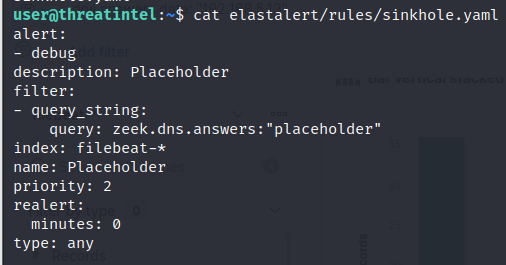 user@threatintel:~$ cat elastalert/rules/sinkhole.yaml
alert:
- debug
description: Placeholder
filter:
- query_string:
    query: zeek.dns.answers:"placeholder"
index: filebeat-*
name: Placeholder
priority: 2
realert:
  minutes: 0
type: any